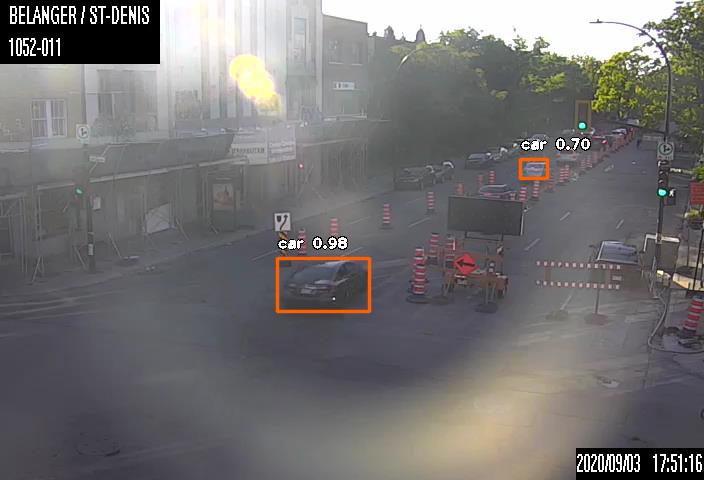 BELANGER / ST-DENIS
1052-011
car 0.70
car 0.98
2020/09/03 17:51:16